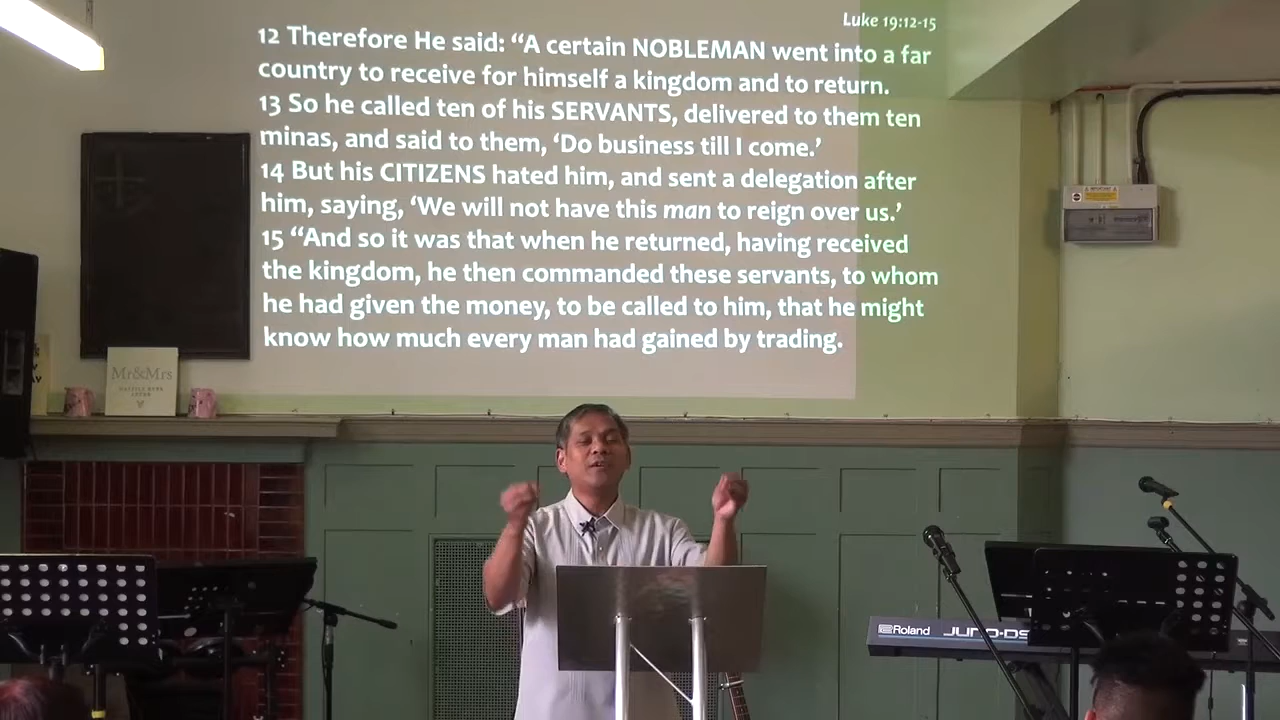 Luke 19:12-15
12 Therefore He said: “A certain NOBLEMAN went into a far
country to receive for himself a kingdom and to return.
13 So he called ten of his SERVANTS, delivered to them ten
minas, and said to them, ‘Do business till I come.’
14 But his CITIZENS hated him, and sent a delegation after
him, saying, ‘We will not have this man to reign over us.’
15 “And so it was that when he returned, having received
the kingdom, he then commanded these servants, to whom
he had given the money, to be called to him, that he might
know how much every man had gained by trading.
Mr&Mrs
HAPPILY EVER
AFTER
Roland
JUNO-DS